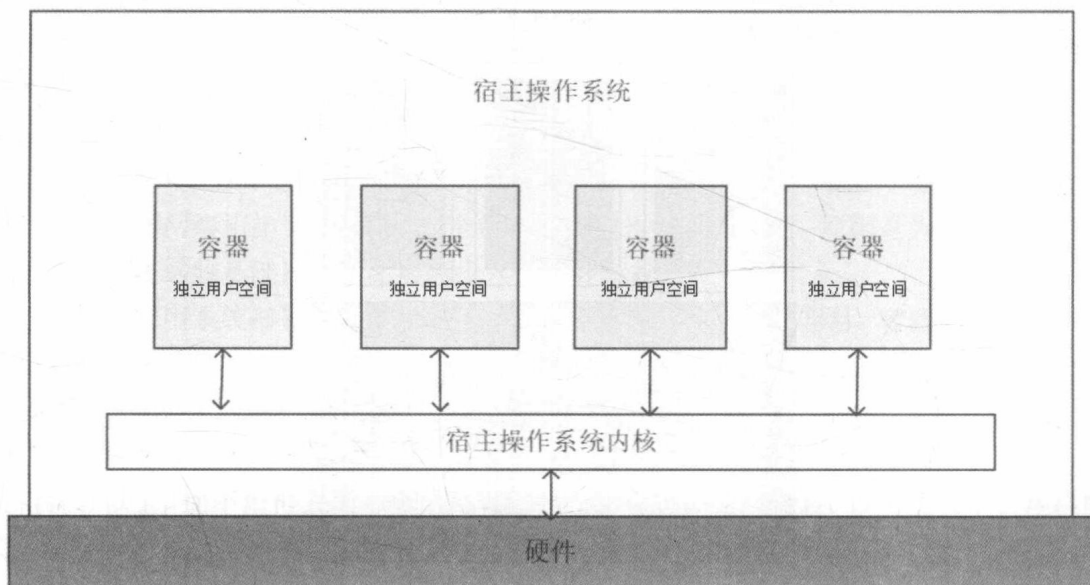 宿主操作系统
容器 容器 容器 容器
独立用户空间 独立用户空间 独立用户空间 独立用户空间
宿主操作系统内核
硬件